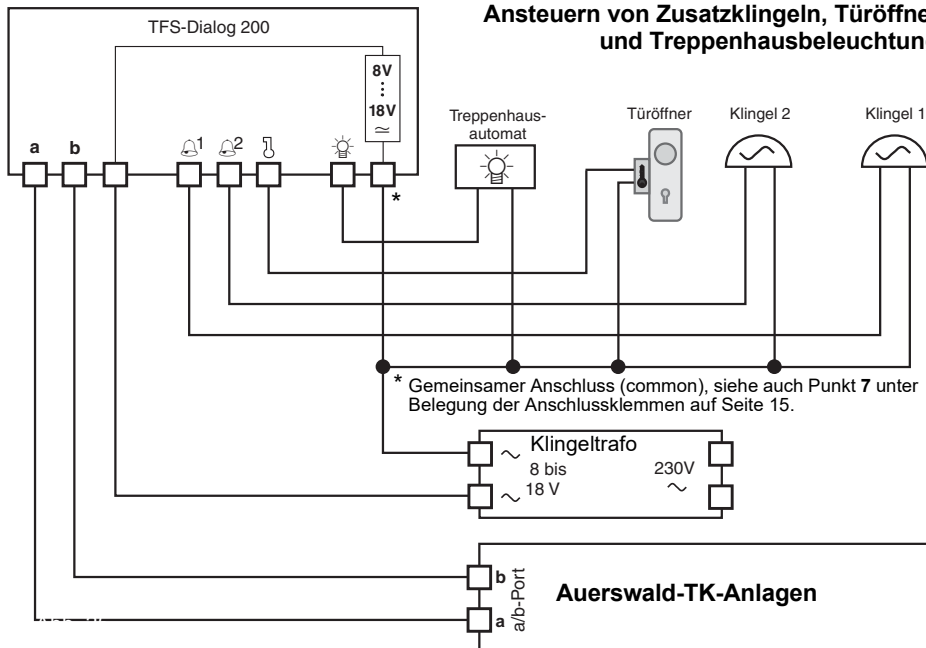 Ansteuern von Zusatzklingeln, Türöffne
und Treppenhausbeleuchtun
TFS-Dialog 200
8V
18V
a
b
1
2
*
Treppenhaus-
automat
Türöffner
Klingel 2
Klingel 1
* Gemeinsamer Anschluss (common), siehe auch Punkt 7 unter
Belegung der Anschlussklemmen auf Seite 15.
Klingeltrafo
8 bis
18 V
230V
b
a
a/b-Port
Auerswald-TK-Anlagen